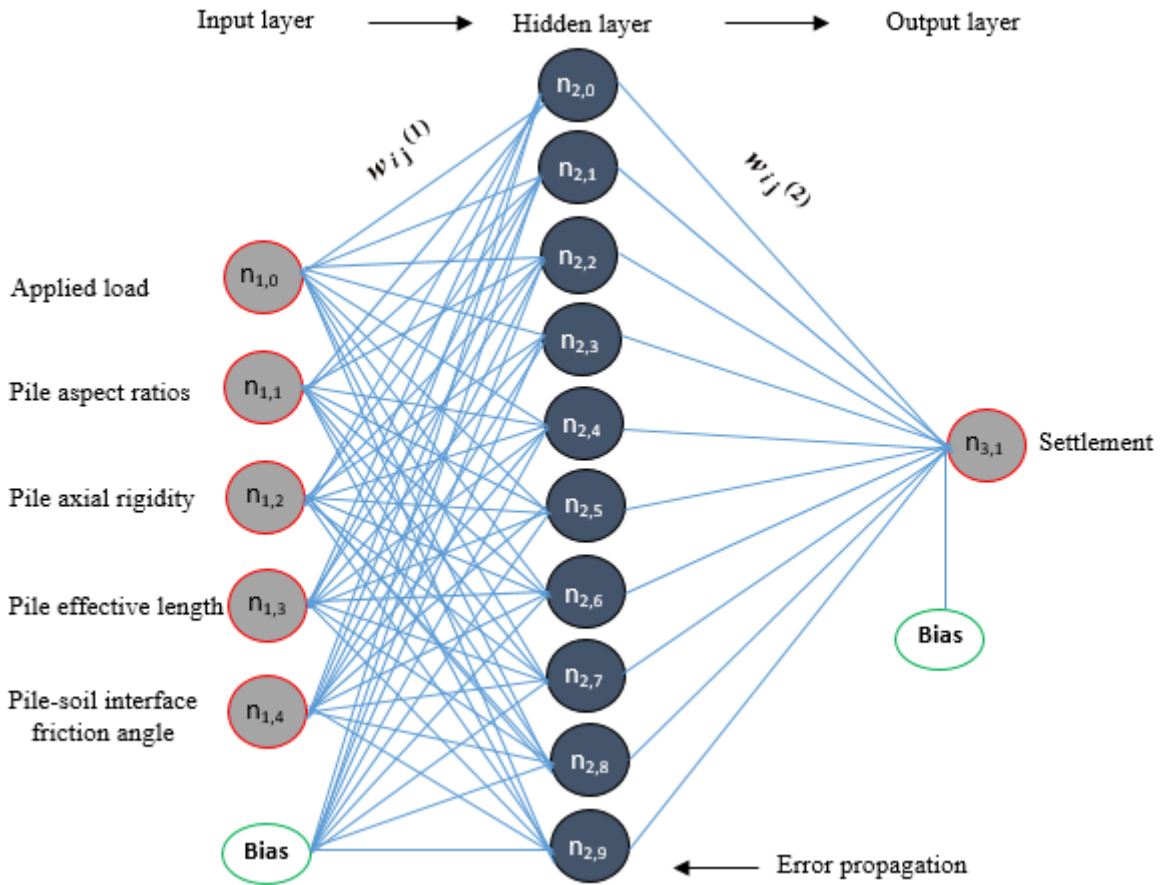 Input layer
Hidden layer
Output layer
w i j (1)
w i j (2)
n2,0
n2,1
n2,2
n2,3
n2,4
n2,5
n2,6
n2,7
n2,8
n2,9
Applied load
n1,0
Pile aspect ratios
n1,1
Pile axial rigidity
n1,2
Pile effective length
n1,3
Pile-soil interface
friction angle
n1,4
Bias
n3,1
Settlement
Bias
Error propagation